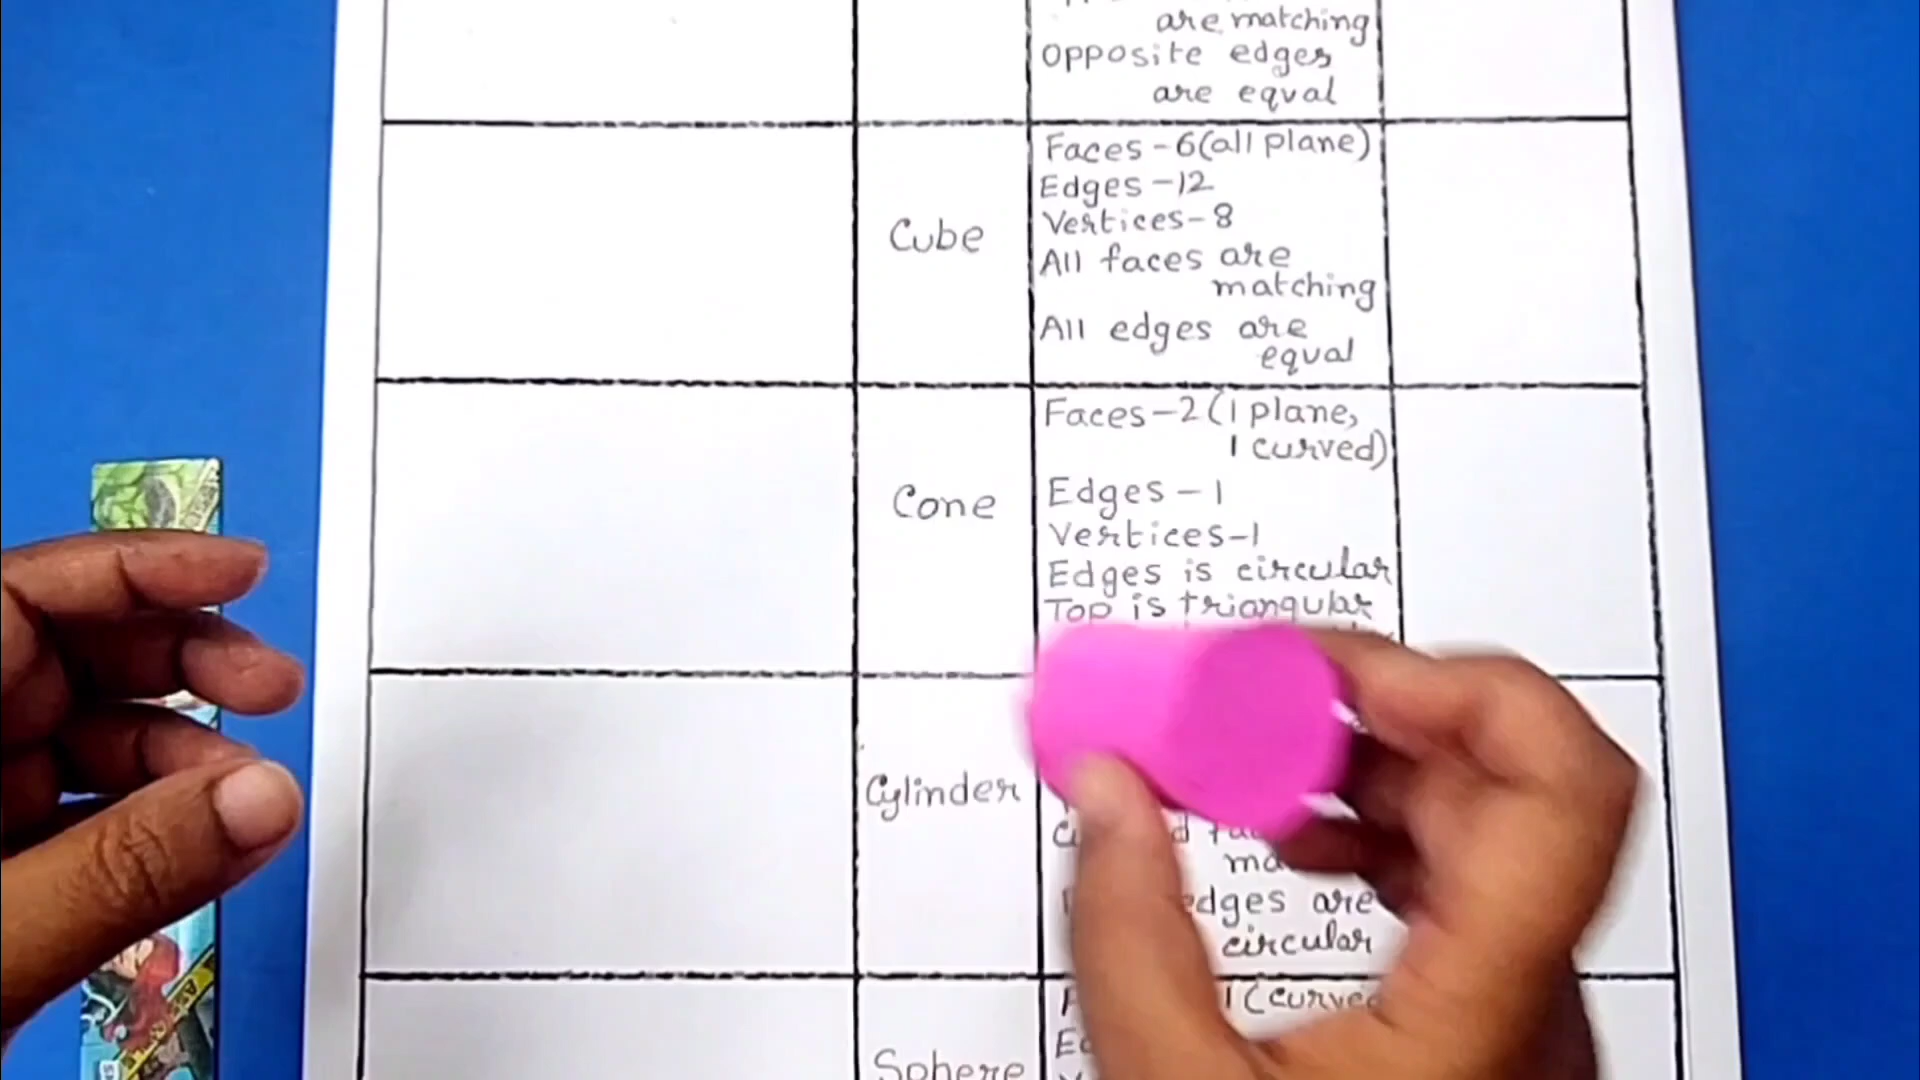 are matching
Opposite edges
are equal
Cube
Faces - 6 (all plane)
Edges - 12
Vertices - 8
All faces are
matching
All edges are
equal
Cone
Faces - 2 (1 plane,
1 curved)
Edges - 1
Vertices - 1
Edges is circular
Top is triangular
Cylinder
edges are
circular
Sphere
1 (curved